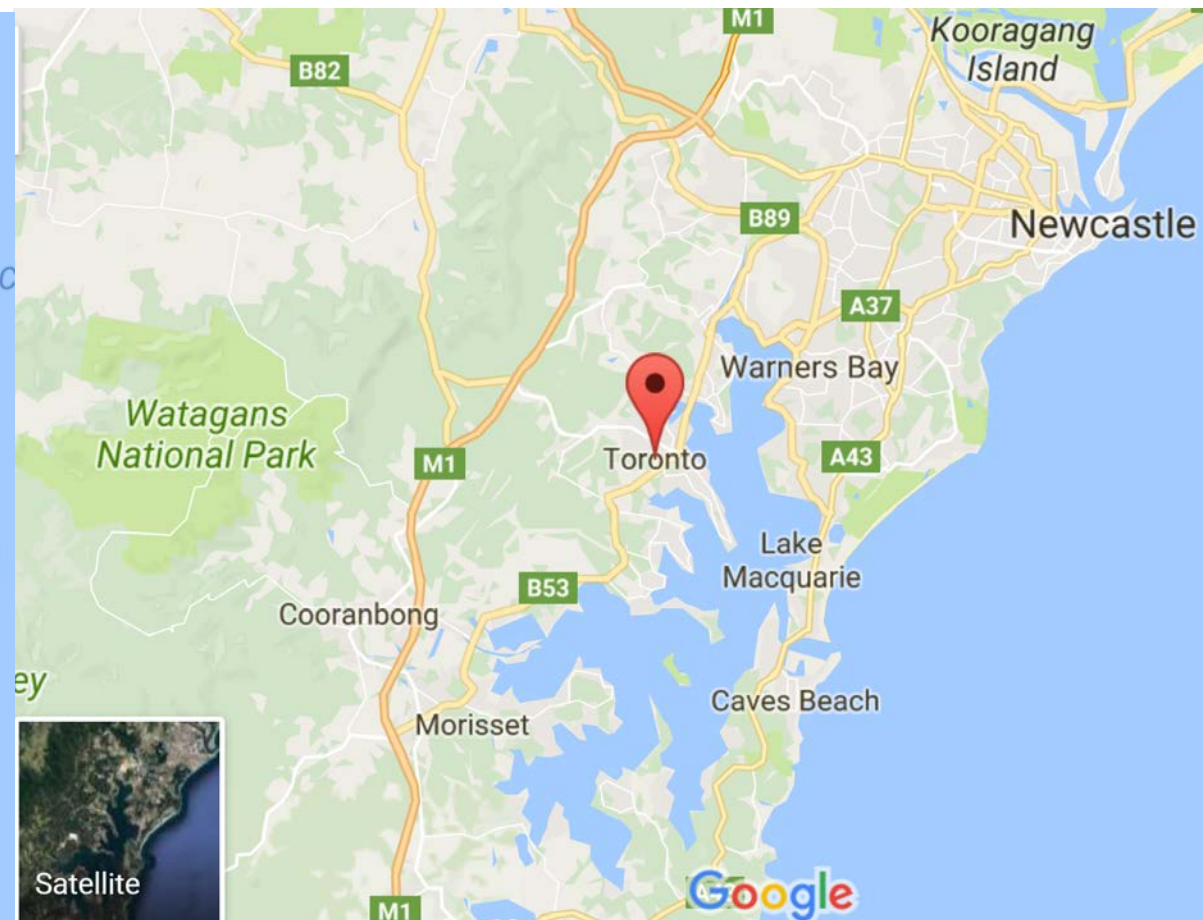 M1
Kooragang
Island
B82
B89
Newcastle
A37
Warners Bay
Watagans
National Park
M1
Toronto
A43
Lake
Macquarie
B53
Cooranbong
ey
Caves Beach
Morisset
Satellite
Google
M1